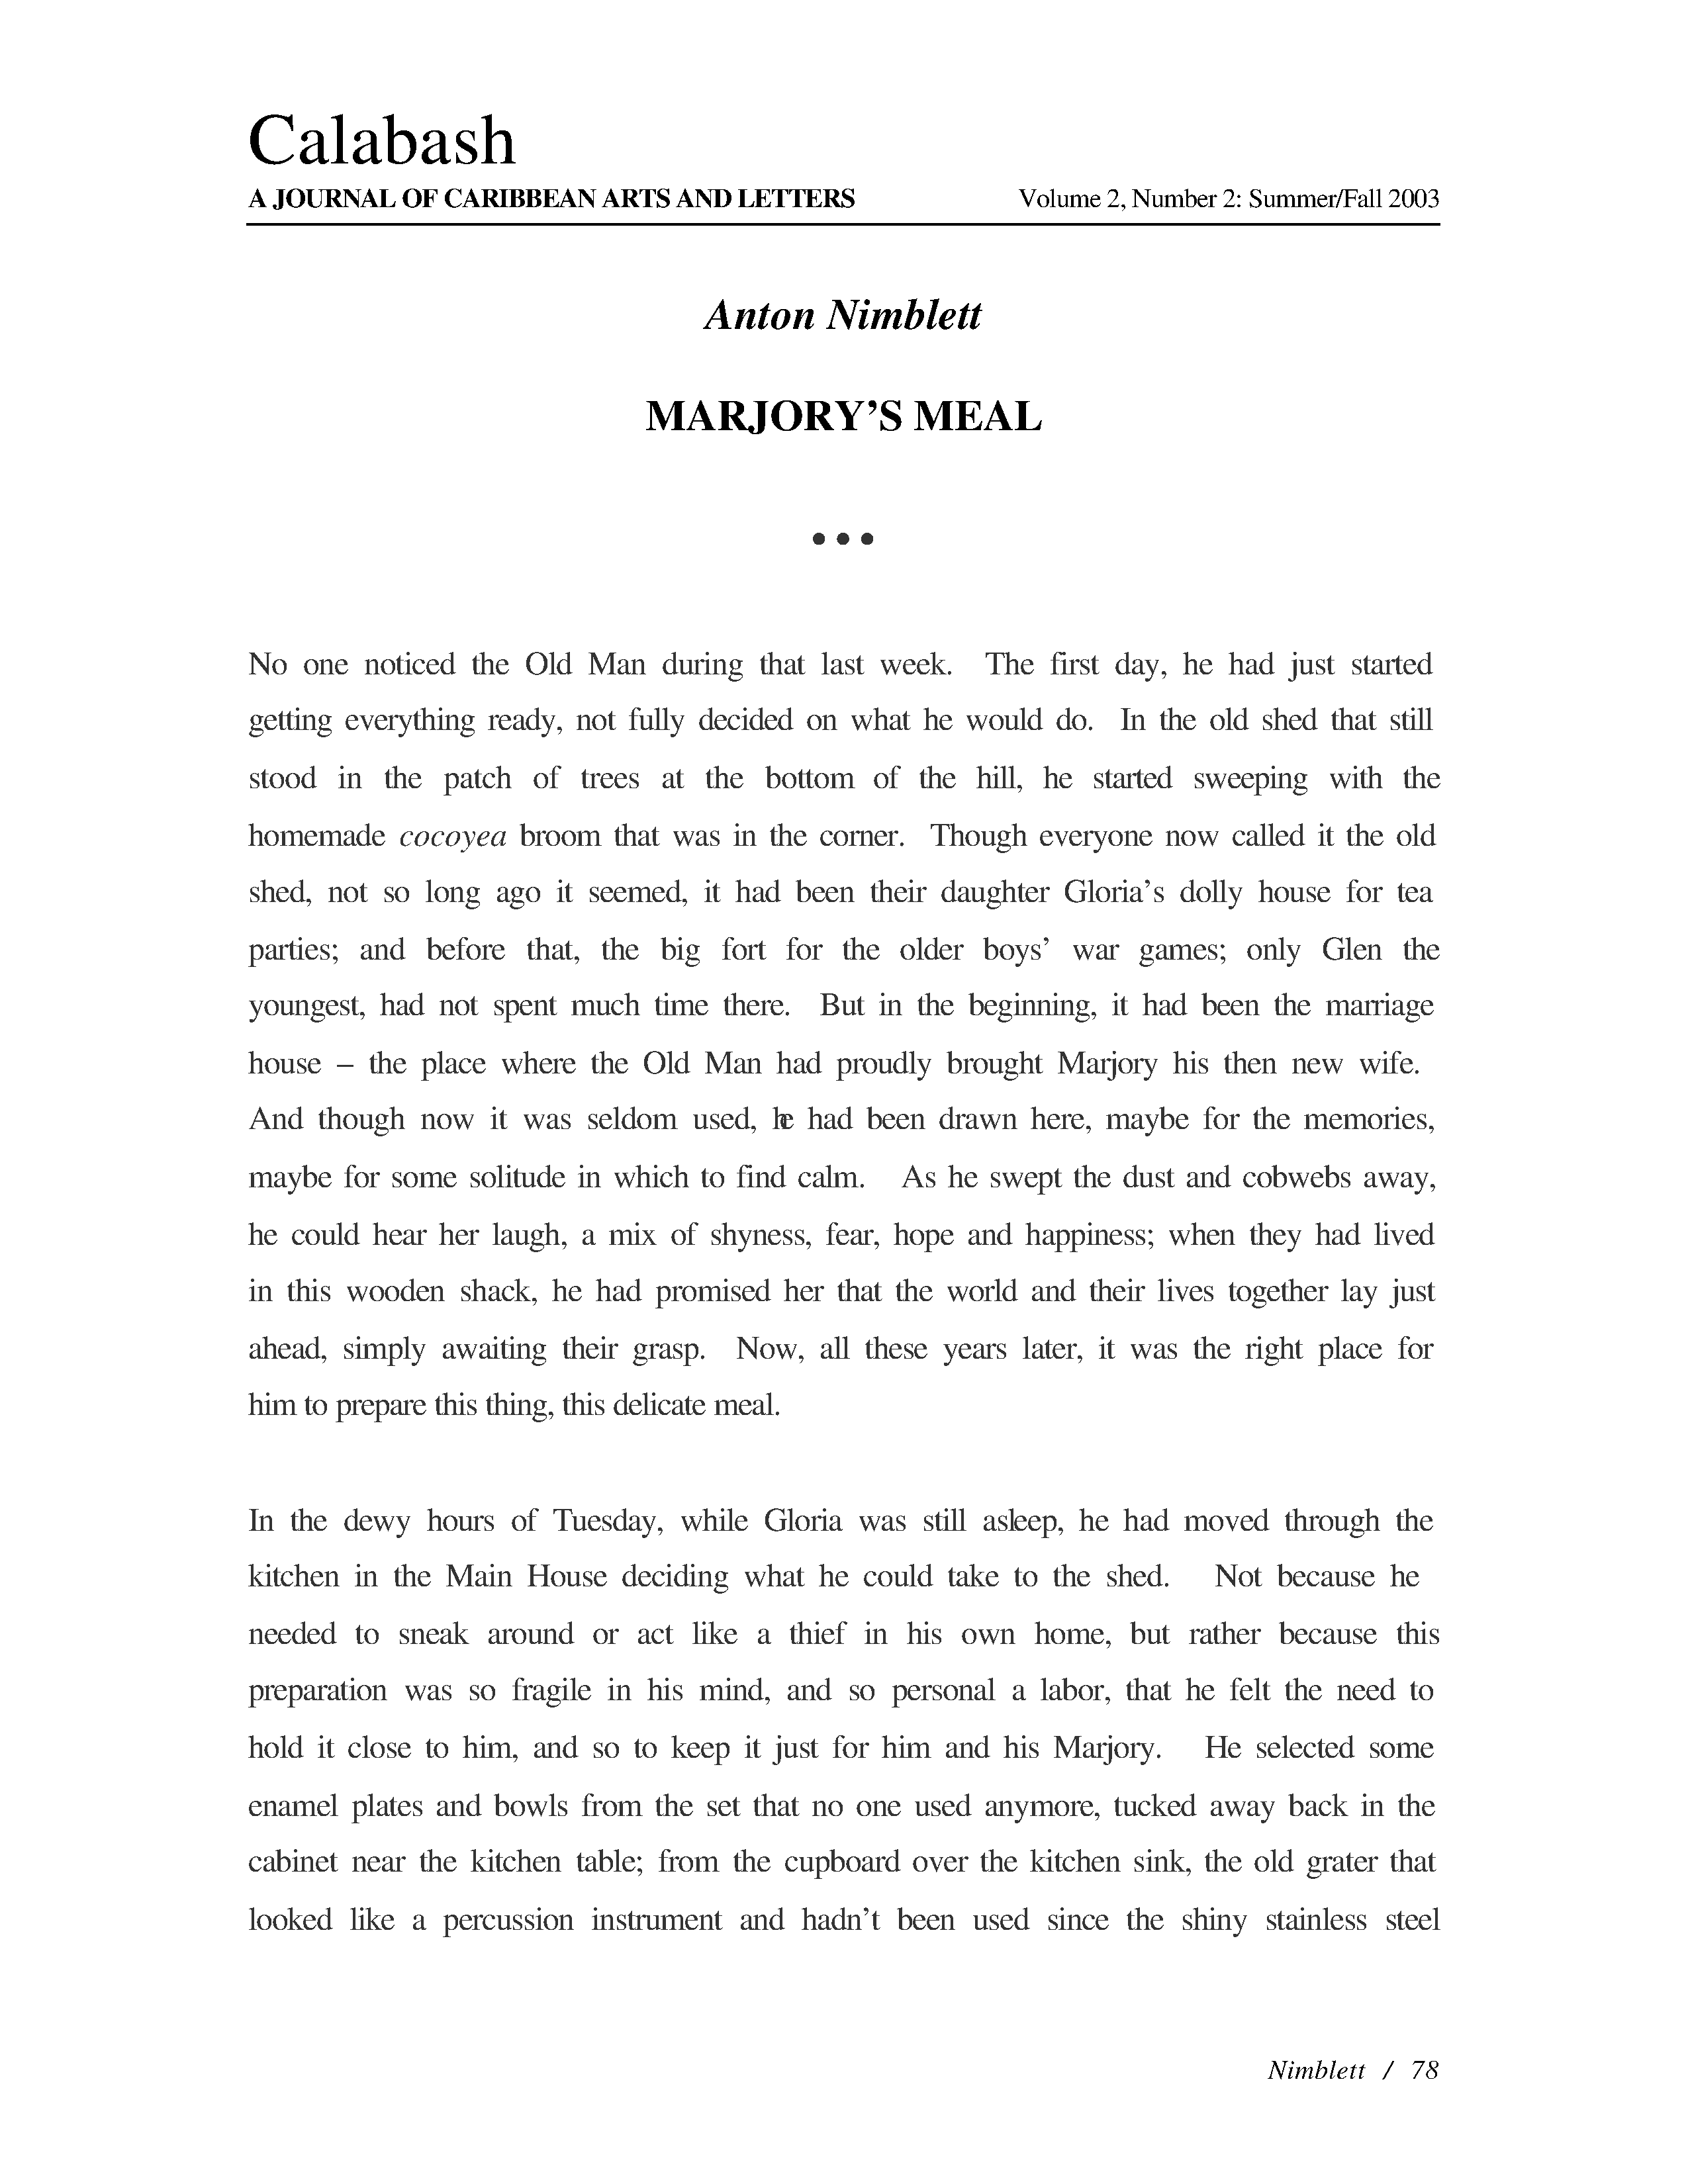 Calabash
A JOURNAL OF CARIBBEAN ARTS AND LETTERS Volume 2, Number 2: Summer/Fall 2003
Anton Nimblett
MARJORY’S MEAL
•••
No one noticed the Old Man during that last week. The first day, he had just started
getting everything ready, not fully decided on what he would do. In the old shed that still
stood in the patch of trees at the bottom of the hill, he started sweeping with the
homemade cocoyea broom that was in the corner. Though everyone now called it the old
shed, not so long ago it seemed, it had been their daughter Gloria’s dolly house for tea
parties; and before that, the big fort for the older boys’ war games; only Glen the
youngest, had not spent much time there. But in the beginning, it had been the marriage
house – the place where the Old Man had proudly brought Marjory his then new wife.
And though now it was seldom used, he had been drawn here, maybe for the memories,
maybe for some solitude in which to find calm. As he swept the dust and cobwebs away,
he could hear her laugh, a mix of shyness, fear, hope and happiness; when they had lived
in this wooden shack, he had promised her that the world and their lives together lay just
ahead, simply awaiting their grasp. Now, all these years later, it was the right place for
him to prepare this thing, this delicate meal.
In the dewy hours of Tuesday, while Gloria was still asleep, he had moved through the
kitchen in the Main House deciding what he could take to the shed. Not because he
needed to sneak around or act like a thief in his own home, but rather because this
preparation was so fragile in his mind, and so personal a labor, that he felt the need to
hold it close to him, and so to keep it just for him and his Marjory. He selected some
enamel plates and bowls from the set that no one used anymore, tucked away back in the
cabinet near the kitchen table; from the cupboard over the kitchen sink, the old grater that
looked like a percussion instrument and hadn’t been used since the shiny stainless steel
Nimblett / 78